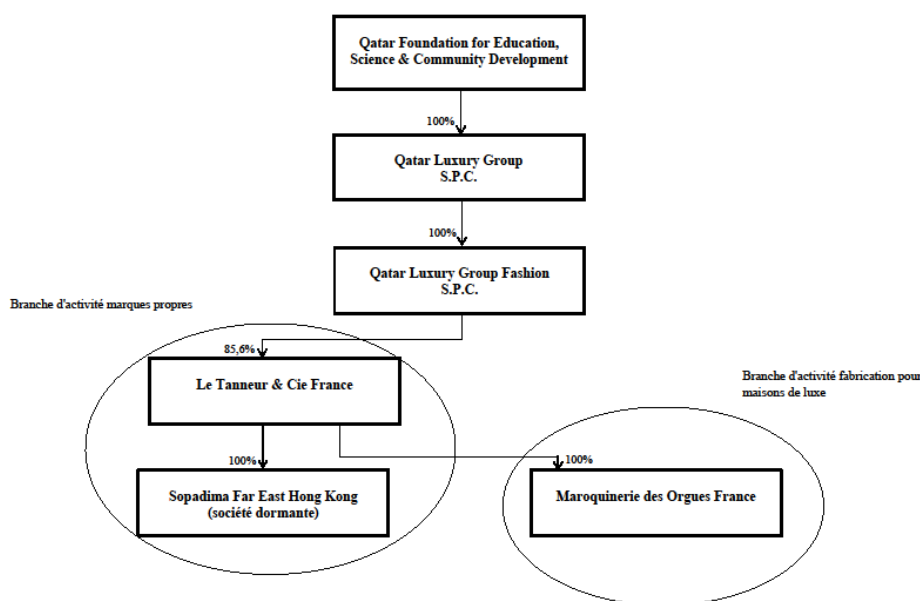 Qatar Foundation for Education,
Science & Community Development
100%
Qatar Luxury Group
S.P.C.
100%
Qatar Luxury Group Fashion
S.P.C.
Branche d'activité marques propres
85,6%
Le Tanneur & Cie France
Branche d'activité fabrication pour
maisons de luxe
100%
100%
Sopadima Far East Hong Kong
(société dormante)
Maroquinerie des Orgues France